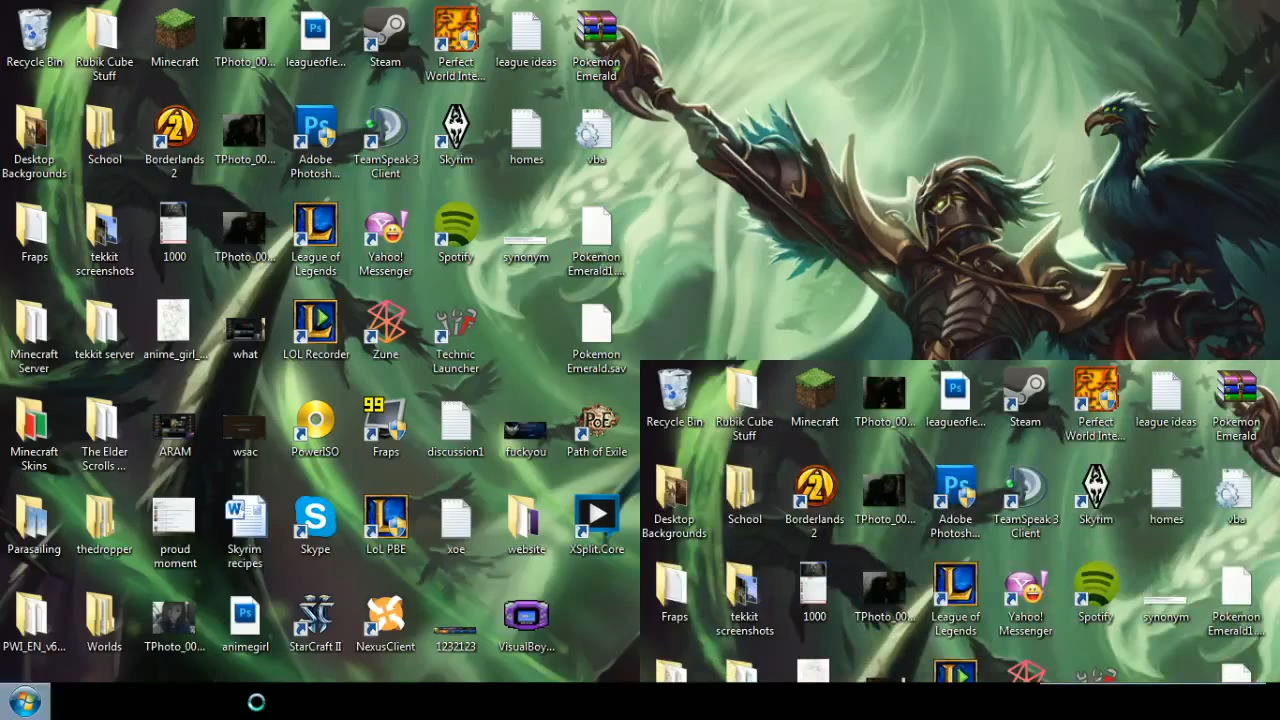 Recycle Bin
Rubik Cube
Stuff
Minecraft
TPhoto_00...
leagueofle...
Steam
Perfect
World Inte...
league ideas
Pokemon
Emerald
Desktop
Backgrounds
School
Borderlands
2
TPhoto_00...
Adobe
Photosh...
TeamSpeak 3
Client
Skyrim
homes
vba
Fraps
tekkit
screenshots
1000
TPhoto_00...
League of
Legends
Yahoo!
Messenger
Spotify
synonym
Pokemon
Emerald1....
Minecraft
Server
tekkit server
anime_girl_...
what
LOL Recorder
Zune
Technic
Launcher
Pokemon
Emerald.sav
Minecraft
Skins
The Elder
Scrolls ...
ARAM
wsac
PowerISO
99
Fraps
discussion1
fuckyou
PoE
Path of Exile
Parasailing
thedropper
proud
moment
Skyrim
recipes
Skype
LoL PBE
xoe
website
XSplit.Core
PWI_EN_v6...
Worlds
TPhoto_00...
animegirl
StarCraft II
NexusClient
1232123
VisualBoy...
Recycle Bin
Rubik Cube
Stuff
Minecraft
TPhoto_00...
leagueofle...
Steam
Perfect
World Inte...
league ideas
Pokemon
Emerald
Desktop
Backgrounds
School
Borderlands
2
TPhoto_00...
Adobe
Photosh...
TeamSpeak 3
Client
Skyrim
homes
vba
Fraps
tekkit
screenshots
1000
TPhoto_00...
League of
Legends
Yahoo!
Messenger
Spotify
synonym
Pokemon
Emerald1....